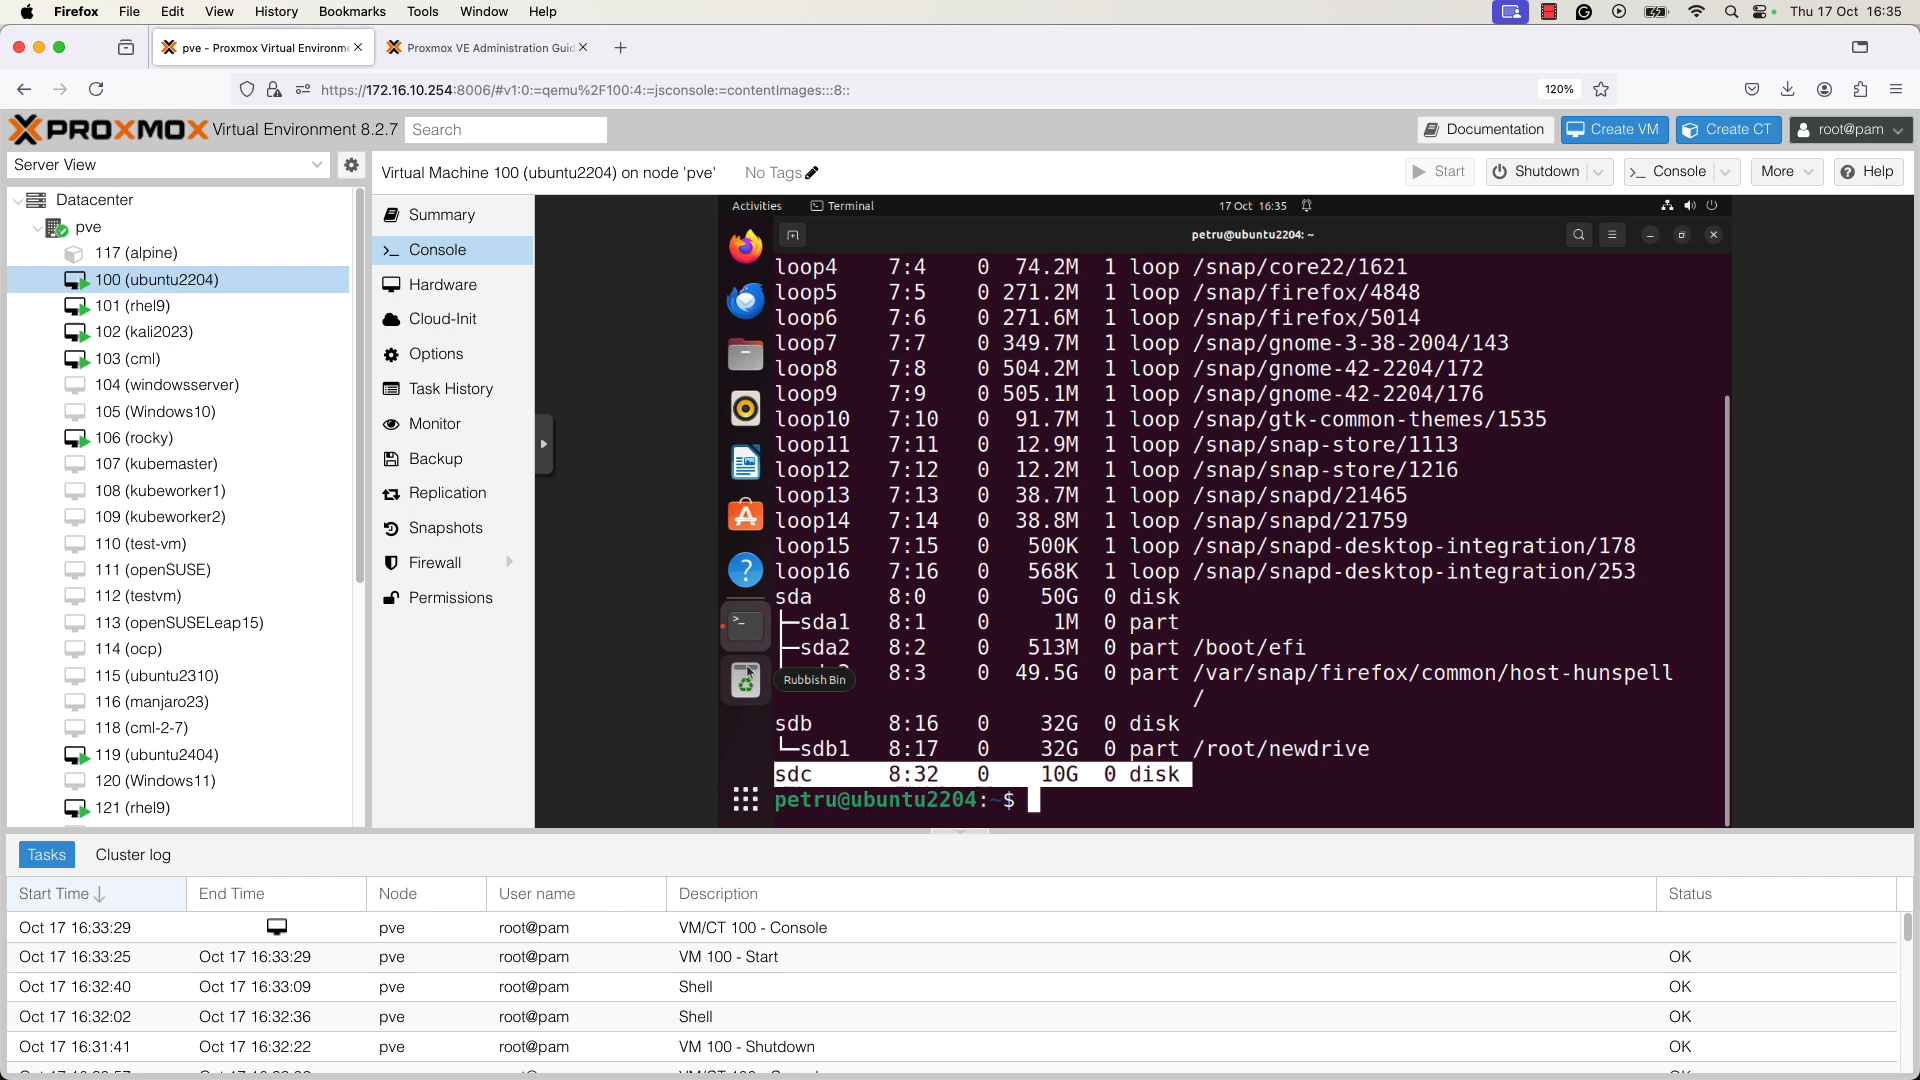 Firefox File Edit View History Bookmarks Tools Window Help Thu 17 Oct 16:35
pve - Proxmox Virtual Environme Proxmox VE Administration Guid
https://172.16.10.254:8006/#v1:0:=qemu%2F100:4:=jsconsole:=contentImages:::8:: 120%
PROXMOX Virtual Environment 8.2.7 Search Documentation Create VM Create CT root@pam
Server View
Virtual Machine 100 (ubuntu2204) on node 'pve' No Tags Start Shutdown Console More Help
Datacenter
pve
117 (alpine)
100 (ubuntu2204)
101 (rhel9)
102 (kali2023)
103 (cml)
104 (windowsserver)
105 (Windows10)
106 (rocky)
107 (kubemaster)
108 (kubeworker1)
109 (kubeworker2)
110 (test-vm)
111 (openSUSE)
112 (testvm)
113 (openSUSELeap15)
114 (ocp)
115 (ubuntu2310)
116 (manjaro23)
118 (cml-2-7)
119 (ubuntu2404)
120 (Windows11)
121 (rhel9)
Summary
Console
Hardware
Cloud-Init
Options
Task History
Monitor
Backup
Replication
Snapshots
Firewall
Permissions
Activities Terminal 17 Oct 16:35
petru@ubuntu2204: ~
loop4 7:4 0 74.2M 1 loop /snap/core22/1621
loop5 7:5 0 271.2M 1 loop /snap/firefox/4848
loop6 7:6 0 271.6M 1 loop /snap/firefox/5014
loop7 7:7 0 349.7M 1 loop /snap/gnome-3-38-2004/143
loop8 7:8 0 504.2M 1 loop /snap/gnome-42-2204/172
loop9 7:9 0 505.1M 1 loop /snap/gnome-42-2204/176
loop10 7:10 0 91.7M 1 loop /snap/gtk-common-themes/1535
loop11 7:11 0 12.9M 1 loop /snap/snap-store/1113
loop12 7:12 0 12.2M 1 loop /snap/snap-store/1216
loop13 7:13 0 38.7M 1 loop /snap/snapd/21465
loop14 7:14 0 38.8M 1 loop /snap/snapd/21759
loop15 7:15 0 500K 1 loop /snap/snapd-desktop-integration/178
loop16 7:16 0 568K 1 loop /snap/snapd-desktop-integration/253
sda 8:0 0 50G 0 disk
├─sda1 8:1 0 1M 0 part
├─sda2 8:2 0 513M 0 part /boot/efi
8:3 0 49.5G 0 part /var/snap/firefox/common/host-hunspell
Rubbish Bin
/
sdb 8:16 0 32G 0 disk
└─sdb1 8:17 0 32G 0 part /root/newdrive
sdc 8:32 0 10G 0 disk
petru@ubuntu2204:~$
Tasks Cluster log
Start Time End Time Node User name Description Status
Oct 17 16:33:29 pve root@pam VM/CT 100 - Console
Oct 17 16:33:25 Oct 17 16:33:29 pve root@pam VM 100 - Start OK
Oct 17 16:32:40 Oct 17 16:33:09 pve root@pam Shell OK
Oct 17 16:32:02 Oct 17 16:32:36 pve root@pam Shell OK
Oct 17 16:31:41 Oct 17 16:32:22 pve root@pam VM 100 - Shutdown OK